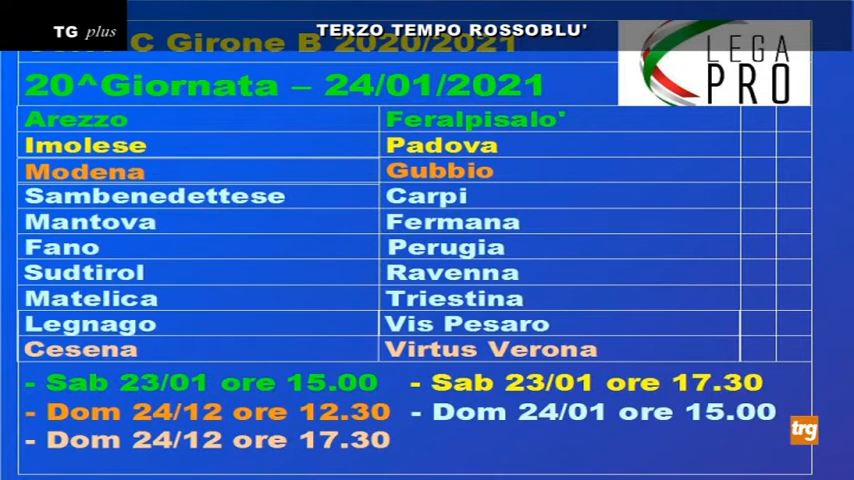 TG plus
TERZO TEMPO ROSSOBLU'
C Girone B 2020/2021
LEGA
PRO
20^Giornata – 24/01/2021
Arezzo Feralpisalo'
Imolese Padova
Modena Gubbio
Sambenedettese Carpi
Mantova Fermana
Fano Perugia
Sudtirol Ravenna
Matelica Triestina
Legnago Vis Pesaro
Cesena Virtus Verona
- Sab 23/01 ore 15.00 - Sab 23/01 ore 17.30
- Dom 24/12 ore 12.30 - Dom 24/01 ore 15.00
- Dom 24/12 ore 17.30
trg